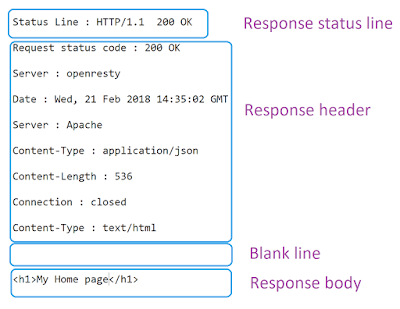 Status Line : HTTP/1.1  200 OK
Response status line
Request status code : 200 OK
Server : openresty
Date : Wed, 21 Feb 2018 14:35:02 GMT
Response header
Server : Apache
Content-Type : application/json
Content-Length : 536
Connection : closed
Content-Type : text/html
Blank line
<h1>My Home page</h1>
Response body